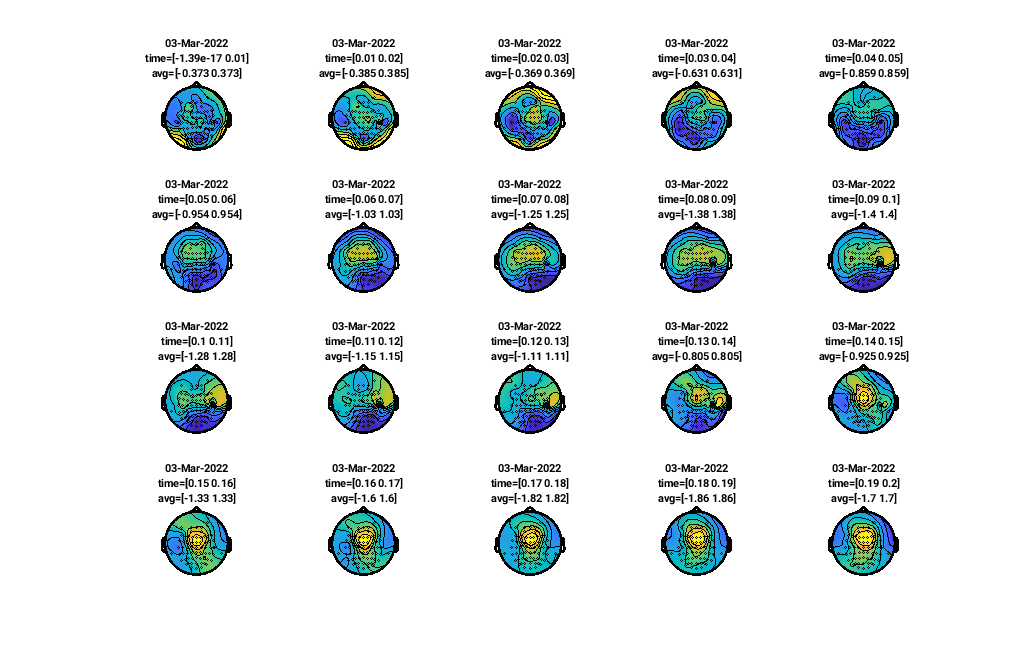 03-Mar-2022
time=[-1.39e-17 0.01]
avg=[-0.373 0.373]
03-Mar-2022
time=[0.01 0.02]
avg=[-0.385 0.385]
03-Mar-2022
time=[0.02 0.03]
avg=[-0.369 0.369]
03-Mar-2022
time=[0.03 0.04]
avg=[-0.631 0.631]
03-Mar-2022
time=[0.04 0.05]
avg=[-0.859 0.859]
03-Mar-2022
time=[0.05 0.06]
avg=[-0.954 0.954]
03-Mar-2022
time=[0.06 0.07]
avg=[-1.03 1.03]
03-Mar-2022
time=[0.07 0.08]
avg=[-1.25 1.25]
03-Mar-2022
time=[0.08 0.09]
avg=[-1.38 1.38]
03-Mar-2022
time=[0.09 0.1]
avg=[-1.4 1.4]
03-Mar-2022
time=[0.1 0.11]
avg=[-1.28 1.28]
03-Mar-2022
time=[0.11 0.12]
avg=[-1.15 1.15]
03-Mar-2022
time=[0.12 0.13]
avg=[-1.11 1.11]
03-Mar-2022
time=[0.13 0.14]
avg=[-0.805 0.805]
03-Mar-2022
time=[0.14 0.15]
avg=[-0.925 0.925]
03-Mar-2022
time=[0.15 0.16]
avg=[-1.33 1.33]
03-Mar-2022
time=[0.16 0.17]
avg=[-1.6 1.6]
03-Mar-2022
time=[0.17 0.18]
avg=[-1.82 1.82]
03-Mar-2022
time=[0.18 0.19]
avg=[-1.86 1.86]
03-Mar-2022
time=[0.19 0.2]
avg=[-1.7 1.7]